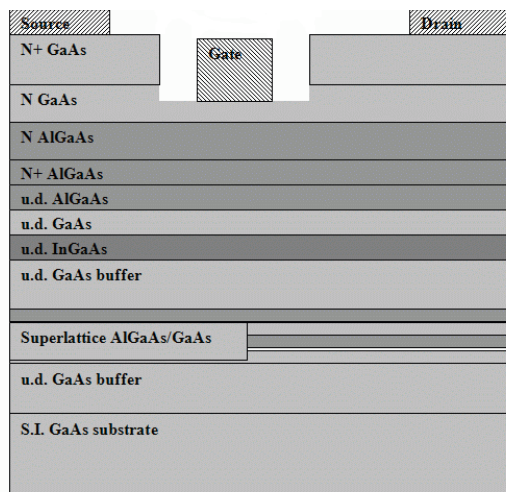 Source
Drain
N+ GaAs
Gate
N GaAs
N AlGaAs
N+ AlGaAs
u.d. AlGaAs
u.d. GaAs
u.d. InGaAs
u.d. GaAs buffer
Superlattice AlGaAs/GaAs
u.d. GaAs buffer
S.I. GaAs substrate